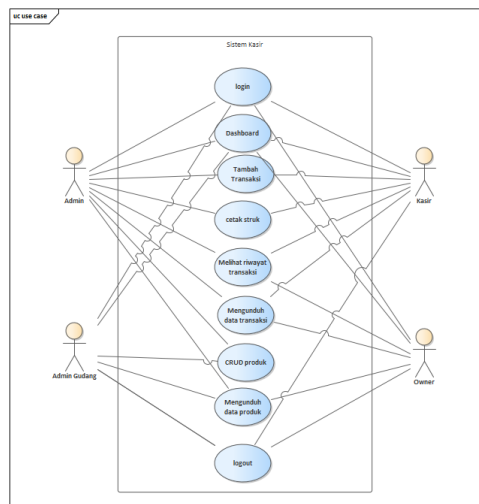 uc use case
Sistem Kasir
login
Dashboard
Tambah
Transaksi
cetak struk
Melihat riwayat
transaksi
Mengunduh
data transaksi
CRUD produk
Mengunduh
data produk
logout
Admin
Kasir
Admin Gudang
Owner